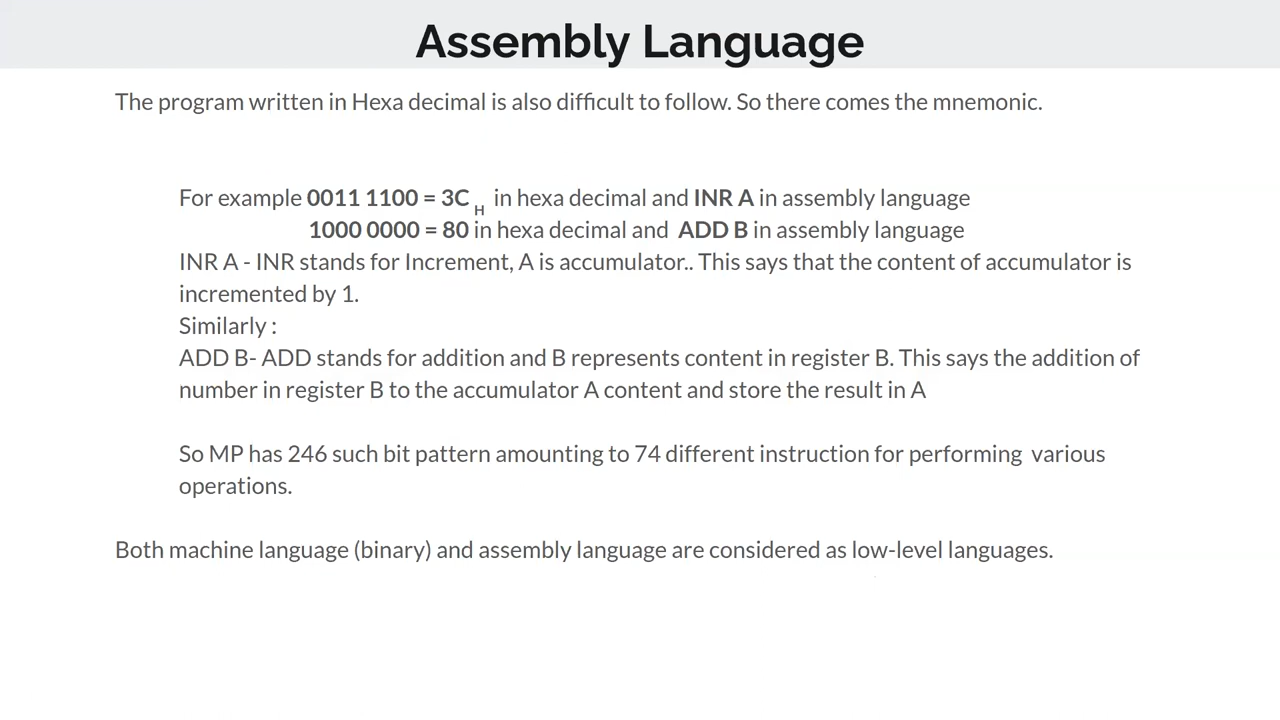 Assembly Language
The program written in Hexa decimal is also difficult to follow. So there comes the mnemonic.
For example 0011 1100 = 3C H in hexa decimal and INR A in assembly language
1000 0000 = 80 in hexa decimal and ADD B in assembly language
INR A - INR stands for Increment, A is accumulator.. This says that the content of accumulator is
incremented by 1.
Similarly :
ADD B- ADD stands for addition and B represents content in register B. This says the addition of
number in register B to the accumulator A content and store the result in A
So MP has 246 such bit pattern amounting to 74 different instruction for performing various
operations.
Both machine language (binary) and assembly language are considered as low-level languages.